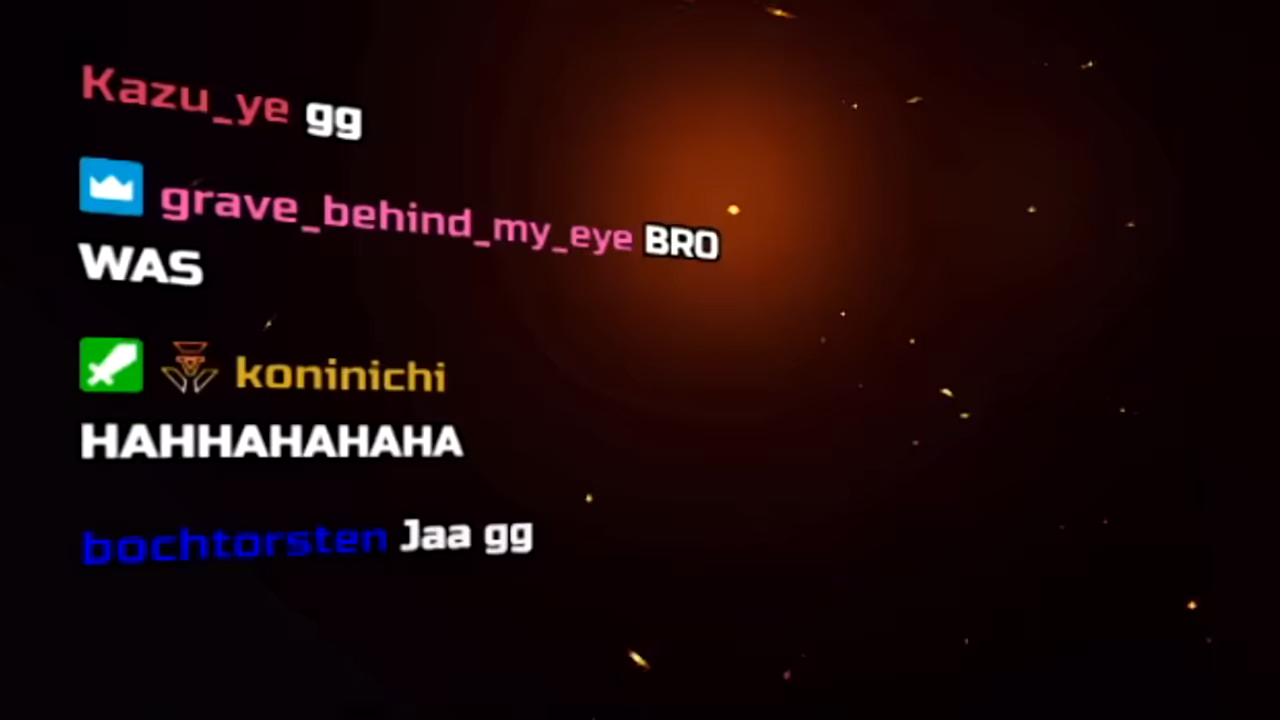 Kazu_ye gg
grave_behind_my_eye BRO
WAS
koninichi
HAHHAHAHAHA
bochtorsten Jaa gg